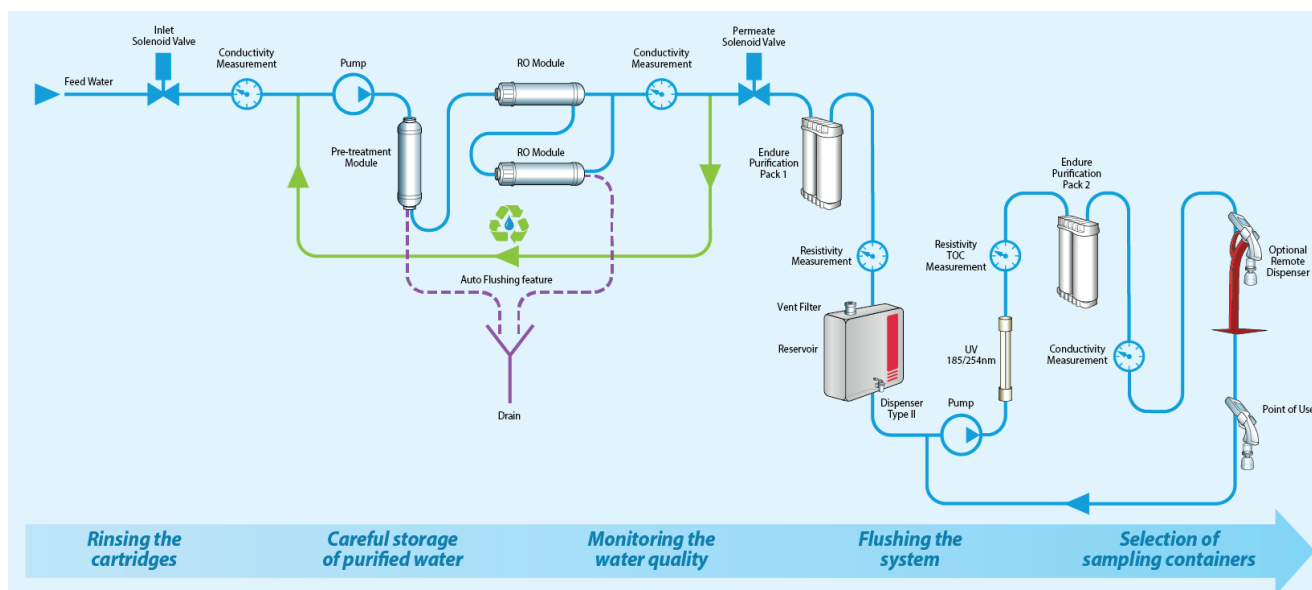 Inlet
Solenoid Valve
Feed Water
Conductivity
Measurement
Pump
Pre-treatment
Module
RO Module
RO Module
Conductivity
Measurement
Permeate
Solenoid Valve
Endure
Purification
Pack 1
Auto Flushing feature
Drain
Resistivity
Measurement
Vent Filter
Reservoir
Dispenser
Type II
Pump
UV
185/254nm
Resistivity
TOC
Measurement
Endure
Purification
Pack 2
Conductivity
Measurement
Optional
Remote
Dispenser
Point of Use
Rinsing the
cartridges
Careful storage
of purified water
Monitoring the
water quality
Flushing the
system
Selection of
sampling containers